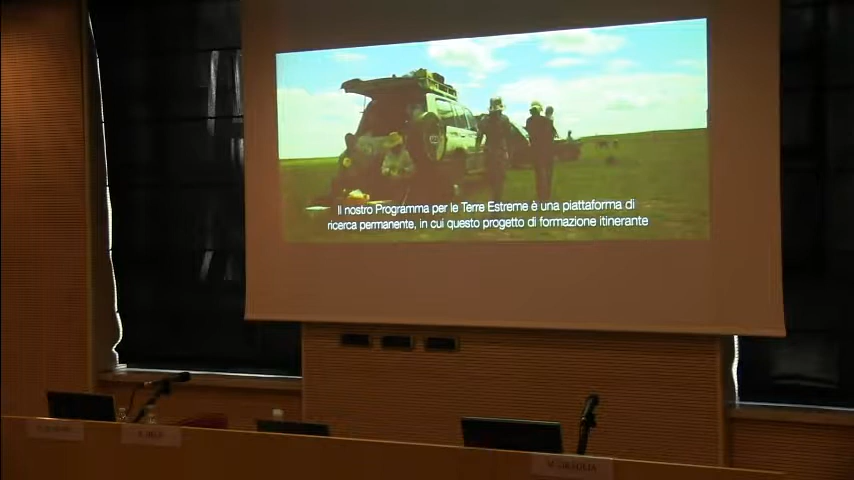 Il nostro Programma per le Terre Estreme è una piattaforma di
ricerca permanente, in cui questo progetto di formazione itinerante